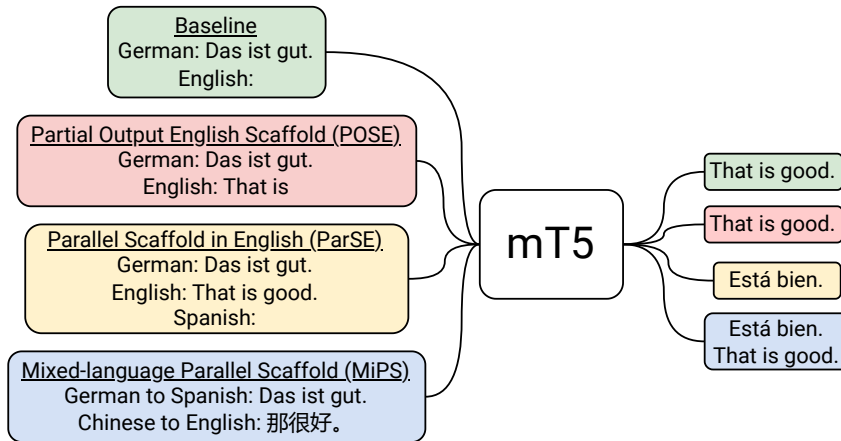 Baseline
German: Das ist gut.
English:
Partial Output English Scaffold (POSE)
German: Das ist gut.
English: That is
Parallel Scaffold in English (ParSE)
German: Das ist gut.
English: That is good.
Spanish:
Mixed-language Parallel Scaffold (MiPS)
German to Spanish: Das ist gut.
Chinese to English: 那很好。
mT5
That is good.
That is good.
Está bien.
Está bien.
That is good.